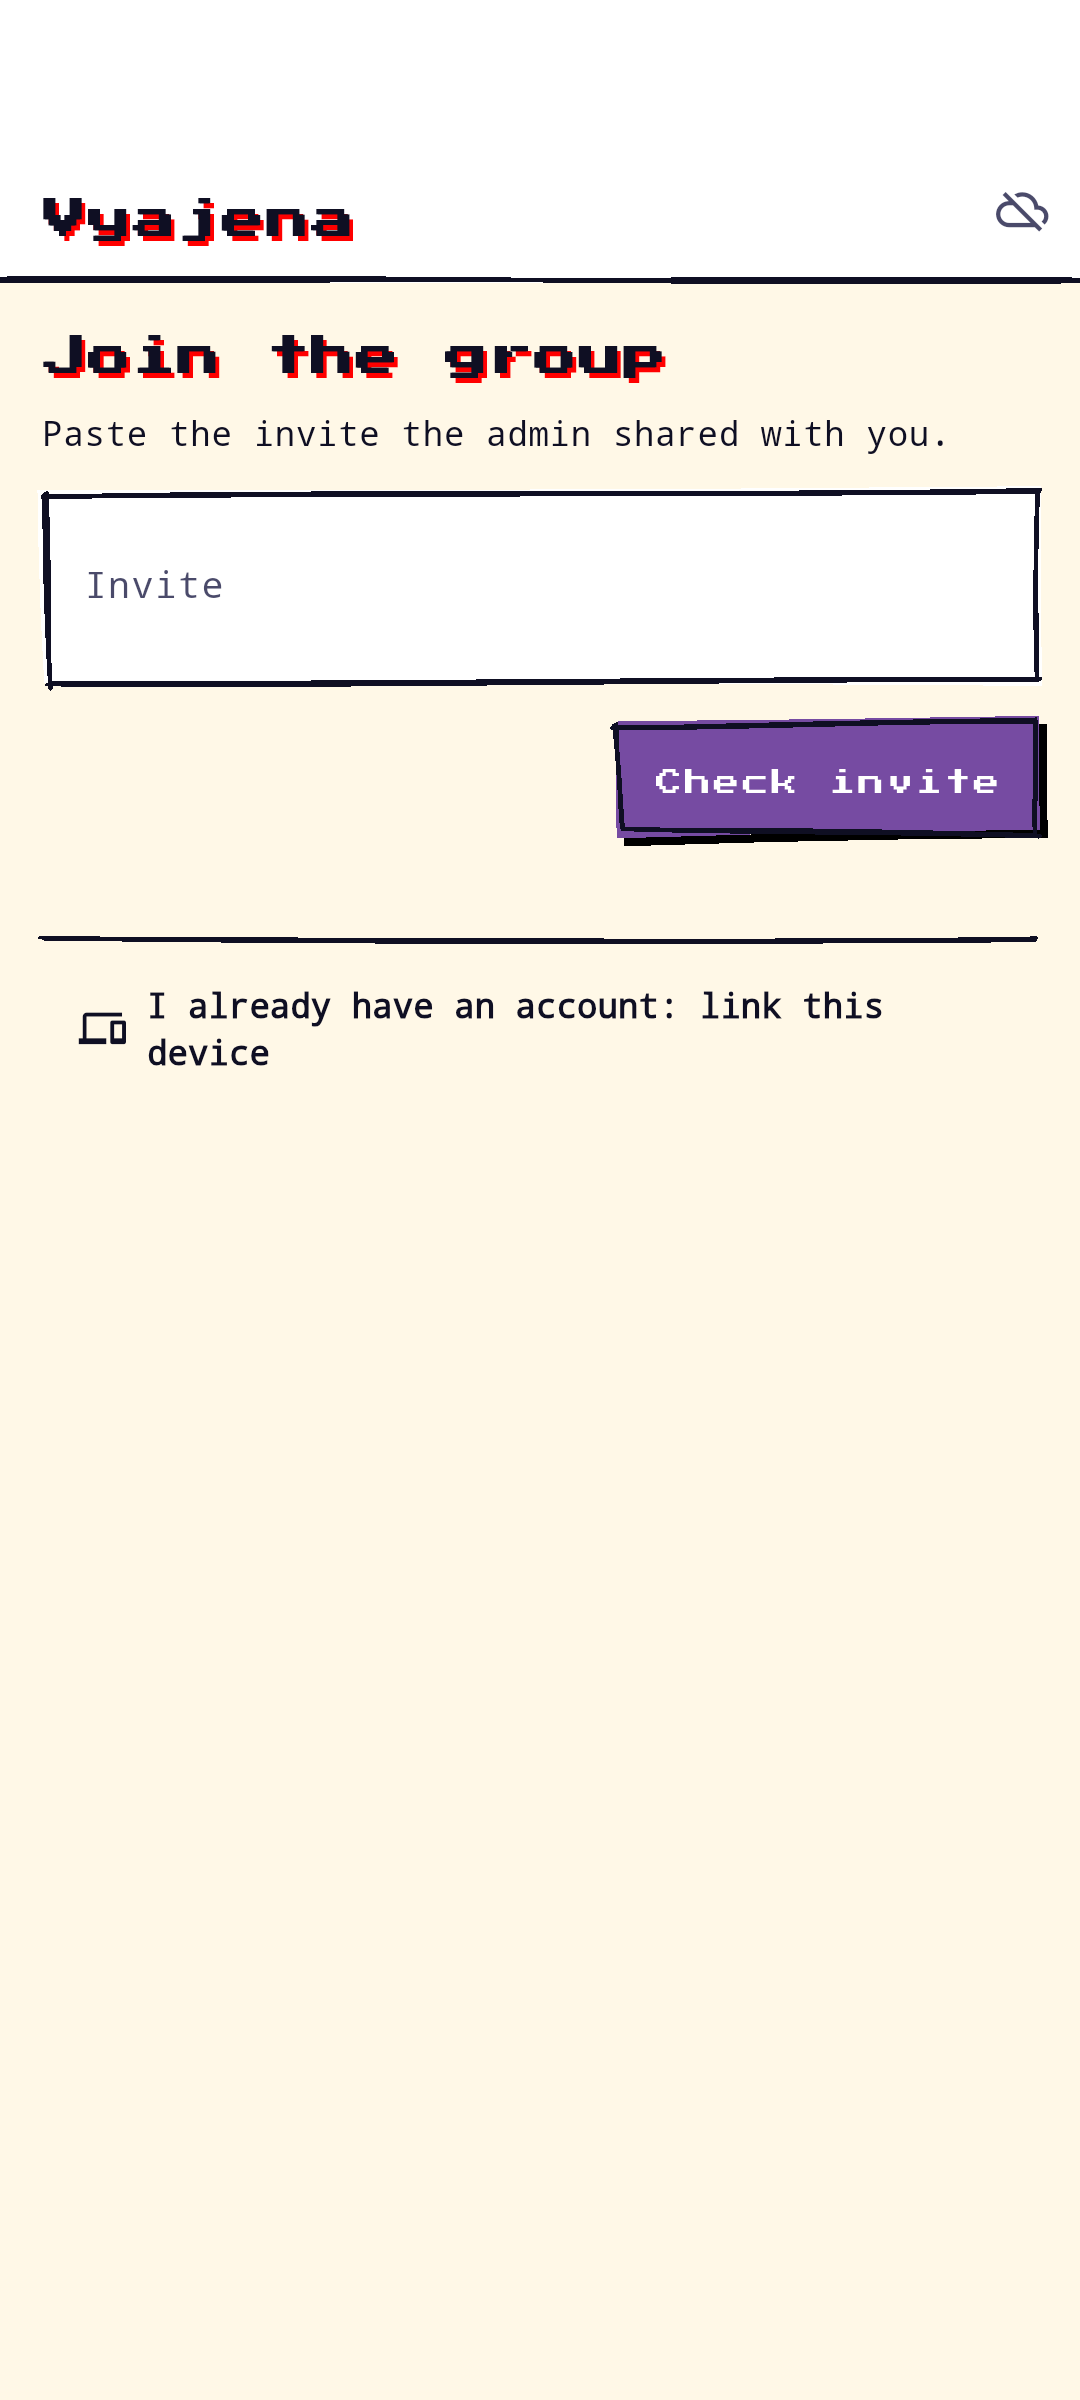 Vyajena
Join the group
Paste the invite the admin shared with you.
Invite
Check invite
I already have an account: link this
device